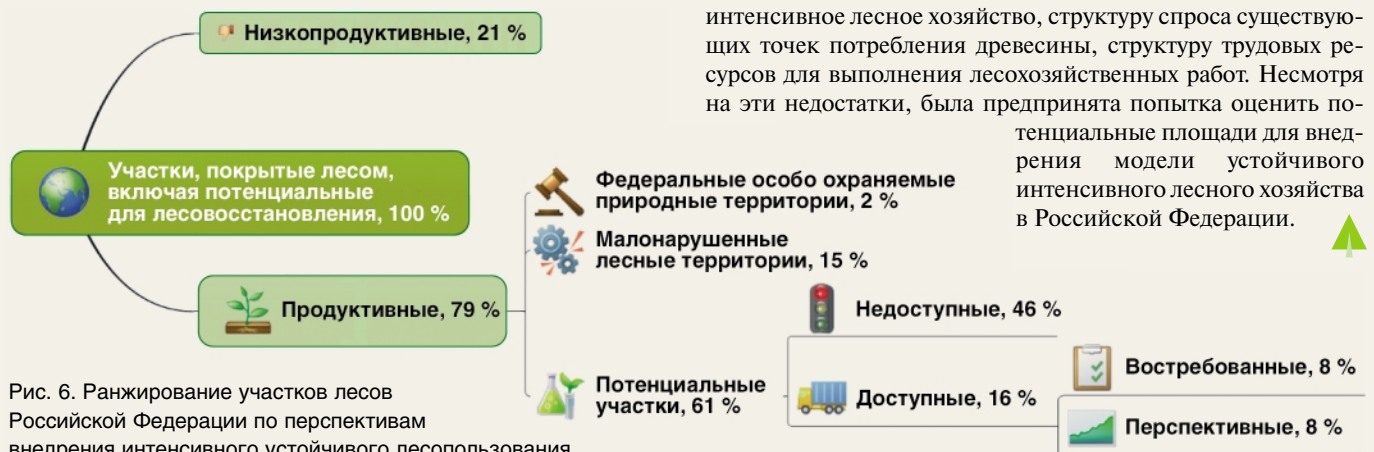 интенсивное лесное хозяйство, структуру спроса существую-
щих точек потребления древесины, структуру трудовых ре-
сурсов для выполнения лесохозяйственных работ. Несмотря
на эти недостатки, была предпринята попытка оценить по-
тенциальные площади для внед-
рения модели устойчивого
интенсивного лесного хозяйства
в Российской Федерации.
Низкопродуктивные, 21 %
Участки, покрытые лесом,
включая потенциальные
для лесовосстановления, 100 %
Продуктивные, 79 %
Федеральные особо охраняемые
природные территории, 2 %
Малонарушенные
лесные территории, 15 %
Потенциальные
участки, 61 %
Недоступные, 46 %
Доступные, 16 %
Востребованные, 8 %
Перспективные, 8 %
Рис. 6. Ранжирование участков лесов
Российской Федерации по перспективам
внедрения интенсивного устойчивого лесопользования